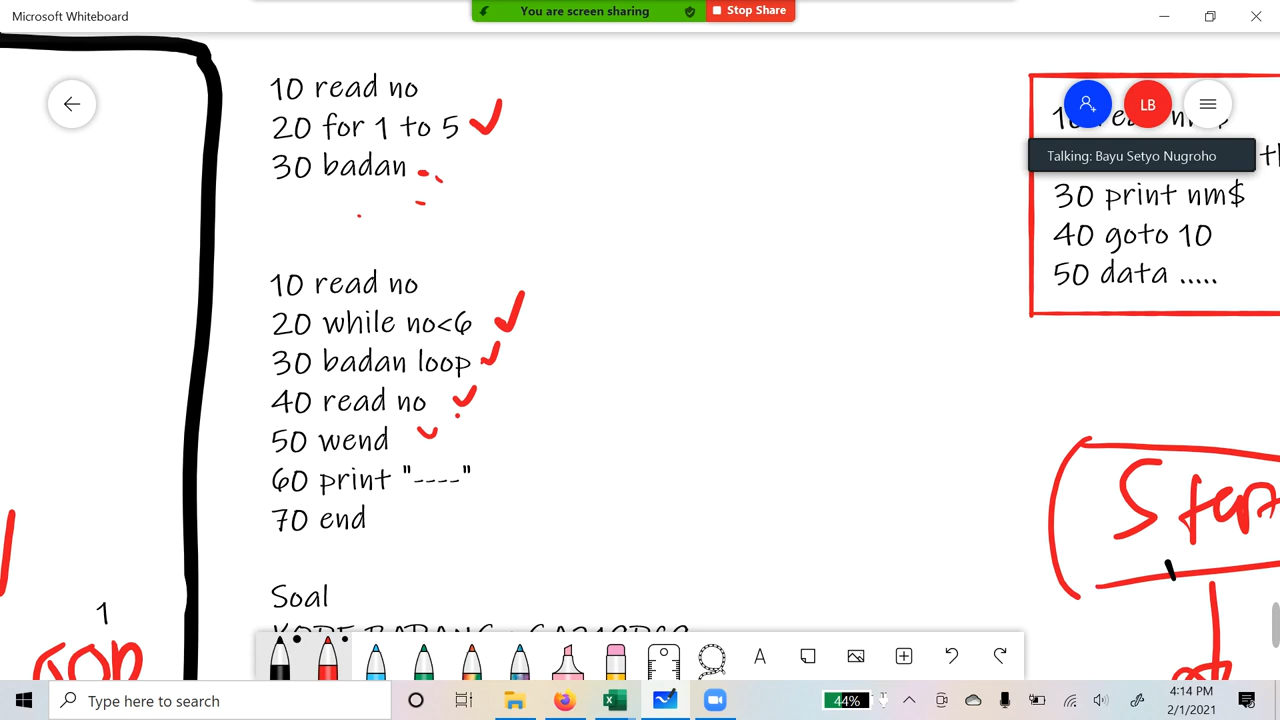 Microsoft Whiteboard
You are screen sharing
Stop Share
10 read no
20 for 1 to 5
30 badan
10 read no
20 while no<6
30 badan loop
40 read no
50 wend
60 print "----"
70 end
Soal
LB
Talking: Bayu Setyo Nugroho
30 print nm$
40 goto 10
50 data .....
Start
1
Type here to search
44%
4:14 PM
2/1/2021